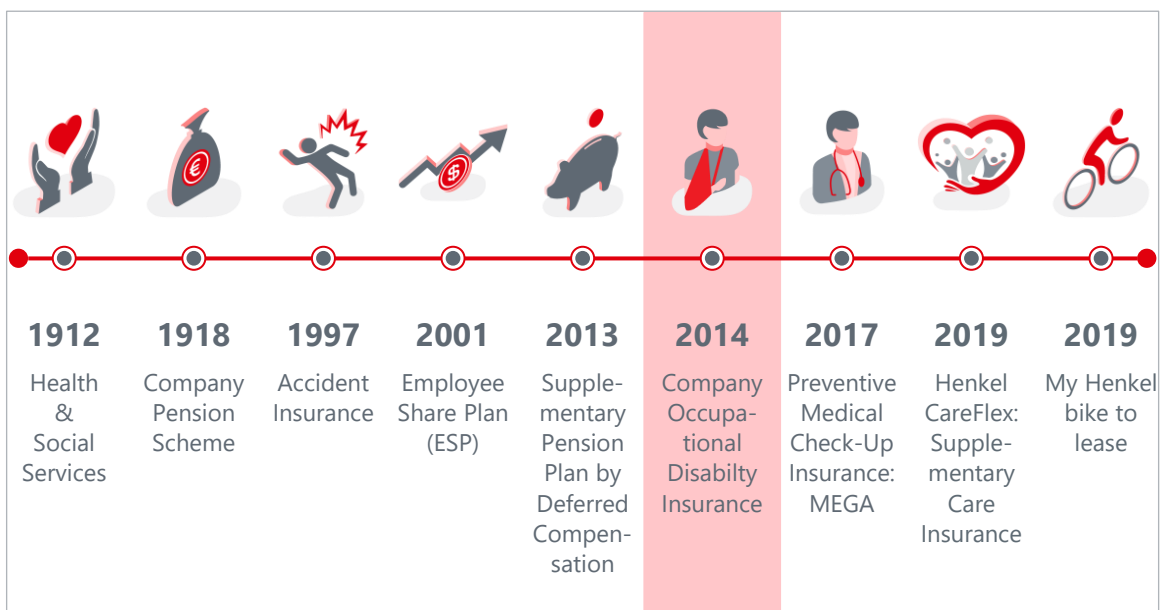 €
$
1912
Health
&
Social
Services
1918
Company
Pension
Scheme
1997
Accident
Insurance
2001
Employee
Share Plan
(ESP)
2013
Supple-
mentary
Pension
Plan by
Deferred
Compen-
sation
2014
Company
Occupa-
tional
Disabilty
Insurance
2017
Preventive
Medical
Check-Up
Insurance:
MEGA
2019
Henkel
CareFlex:
Supple-
mentary
Care
Insurance
2019
My Henkel
bike to
lease